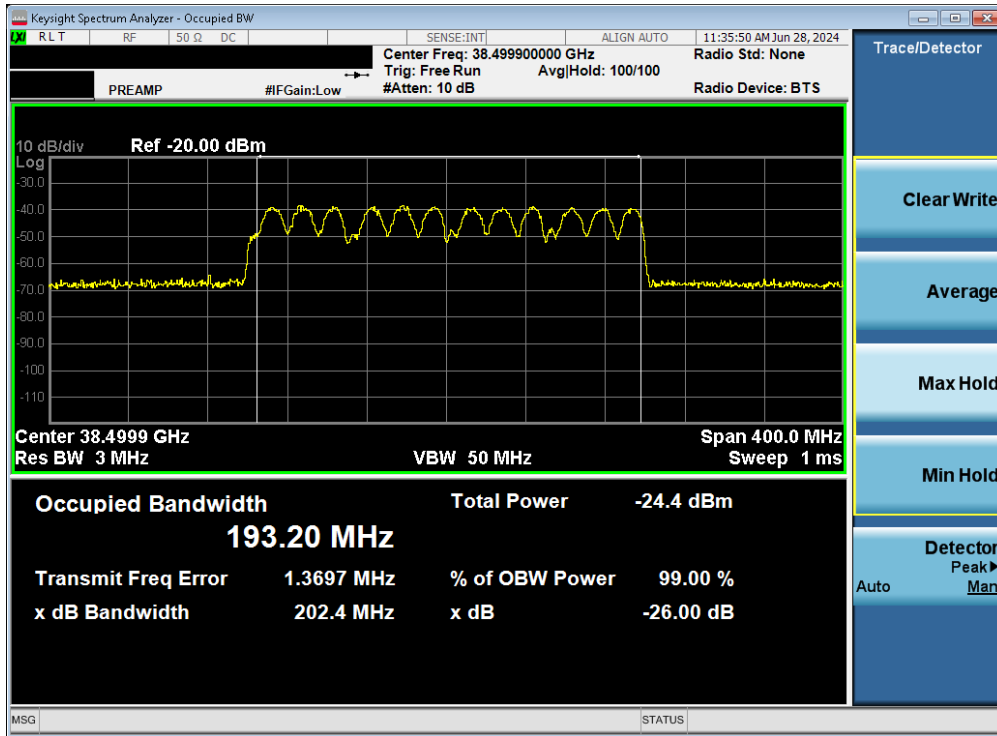 Keysight Spectrum Analyzer - Occupied BW
LXI RLT RF 50 Ω DC SENSE:INT ALIGN AUTO 11:35:50 AM Jun 28, 2024
Center Freq: 38.499900000 GHz Radio Std: None
Trig: Free Run Avg|Hold: 100/100
PREAMP #IFGain:Low #Atten: 10 dB Radio Device: BTS
10 dB/div Ref -20.00 dBm
Log
-30.0
-40.0
-50.0
-60.0
-70.0
-80.0
-90.0
-100
-110
Center 38.4999 GHz Span 400.0 MHz
Res BW 3 MHz VBW 50 MHz Sweep 1 ms
Occupied Bandwidth Total Power -24.4 dBm
193.20 MHz
Transmit Freq Error 1.3697 MHz % of OBW Power 99.00 %
x dB Bandwidth 202.4 MHz x dB -26.00 dB
MSG STATUS
Trace/Detector
Clear Write
Average
Max Hold
Min Hold
Detector
Peak▶
Auto Man